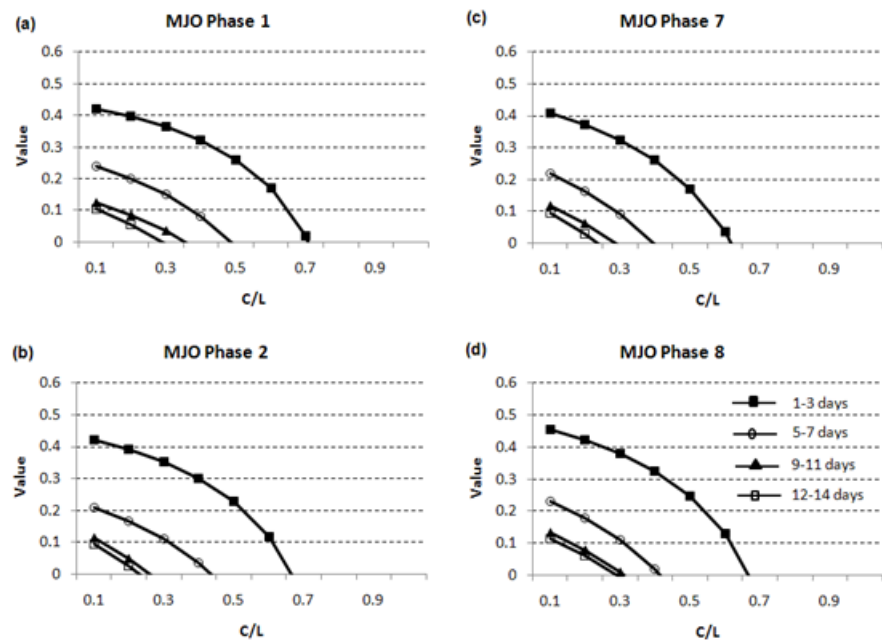 (a)
MJO Phase 1
0.6
0.5
0.4
0.3
0.2
0.1
0
Value
0.1 0.3 0.5 0.7 0.9
C/L
(c)
MJO Phase 7
0.6
0.5
0.4
0.3
0.2
0.1
0
Value
0.1 0.3 0.5 0.7 0.9
C/L
(b)
MJO Phase 2
0.6
0.5
0.4
0.3
0.2
0.1
0
Value
0.1 0.3 0.5 0.7 0.9
C/L
(d)
MJO Phase 8
0.6
0.5
0.4
0.3
0.2
0.1
0
Value
0.1 0.3 0.5 0.7 0.9
C/L
1-3 days
5-7 days
9-11 days
12-14 days